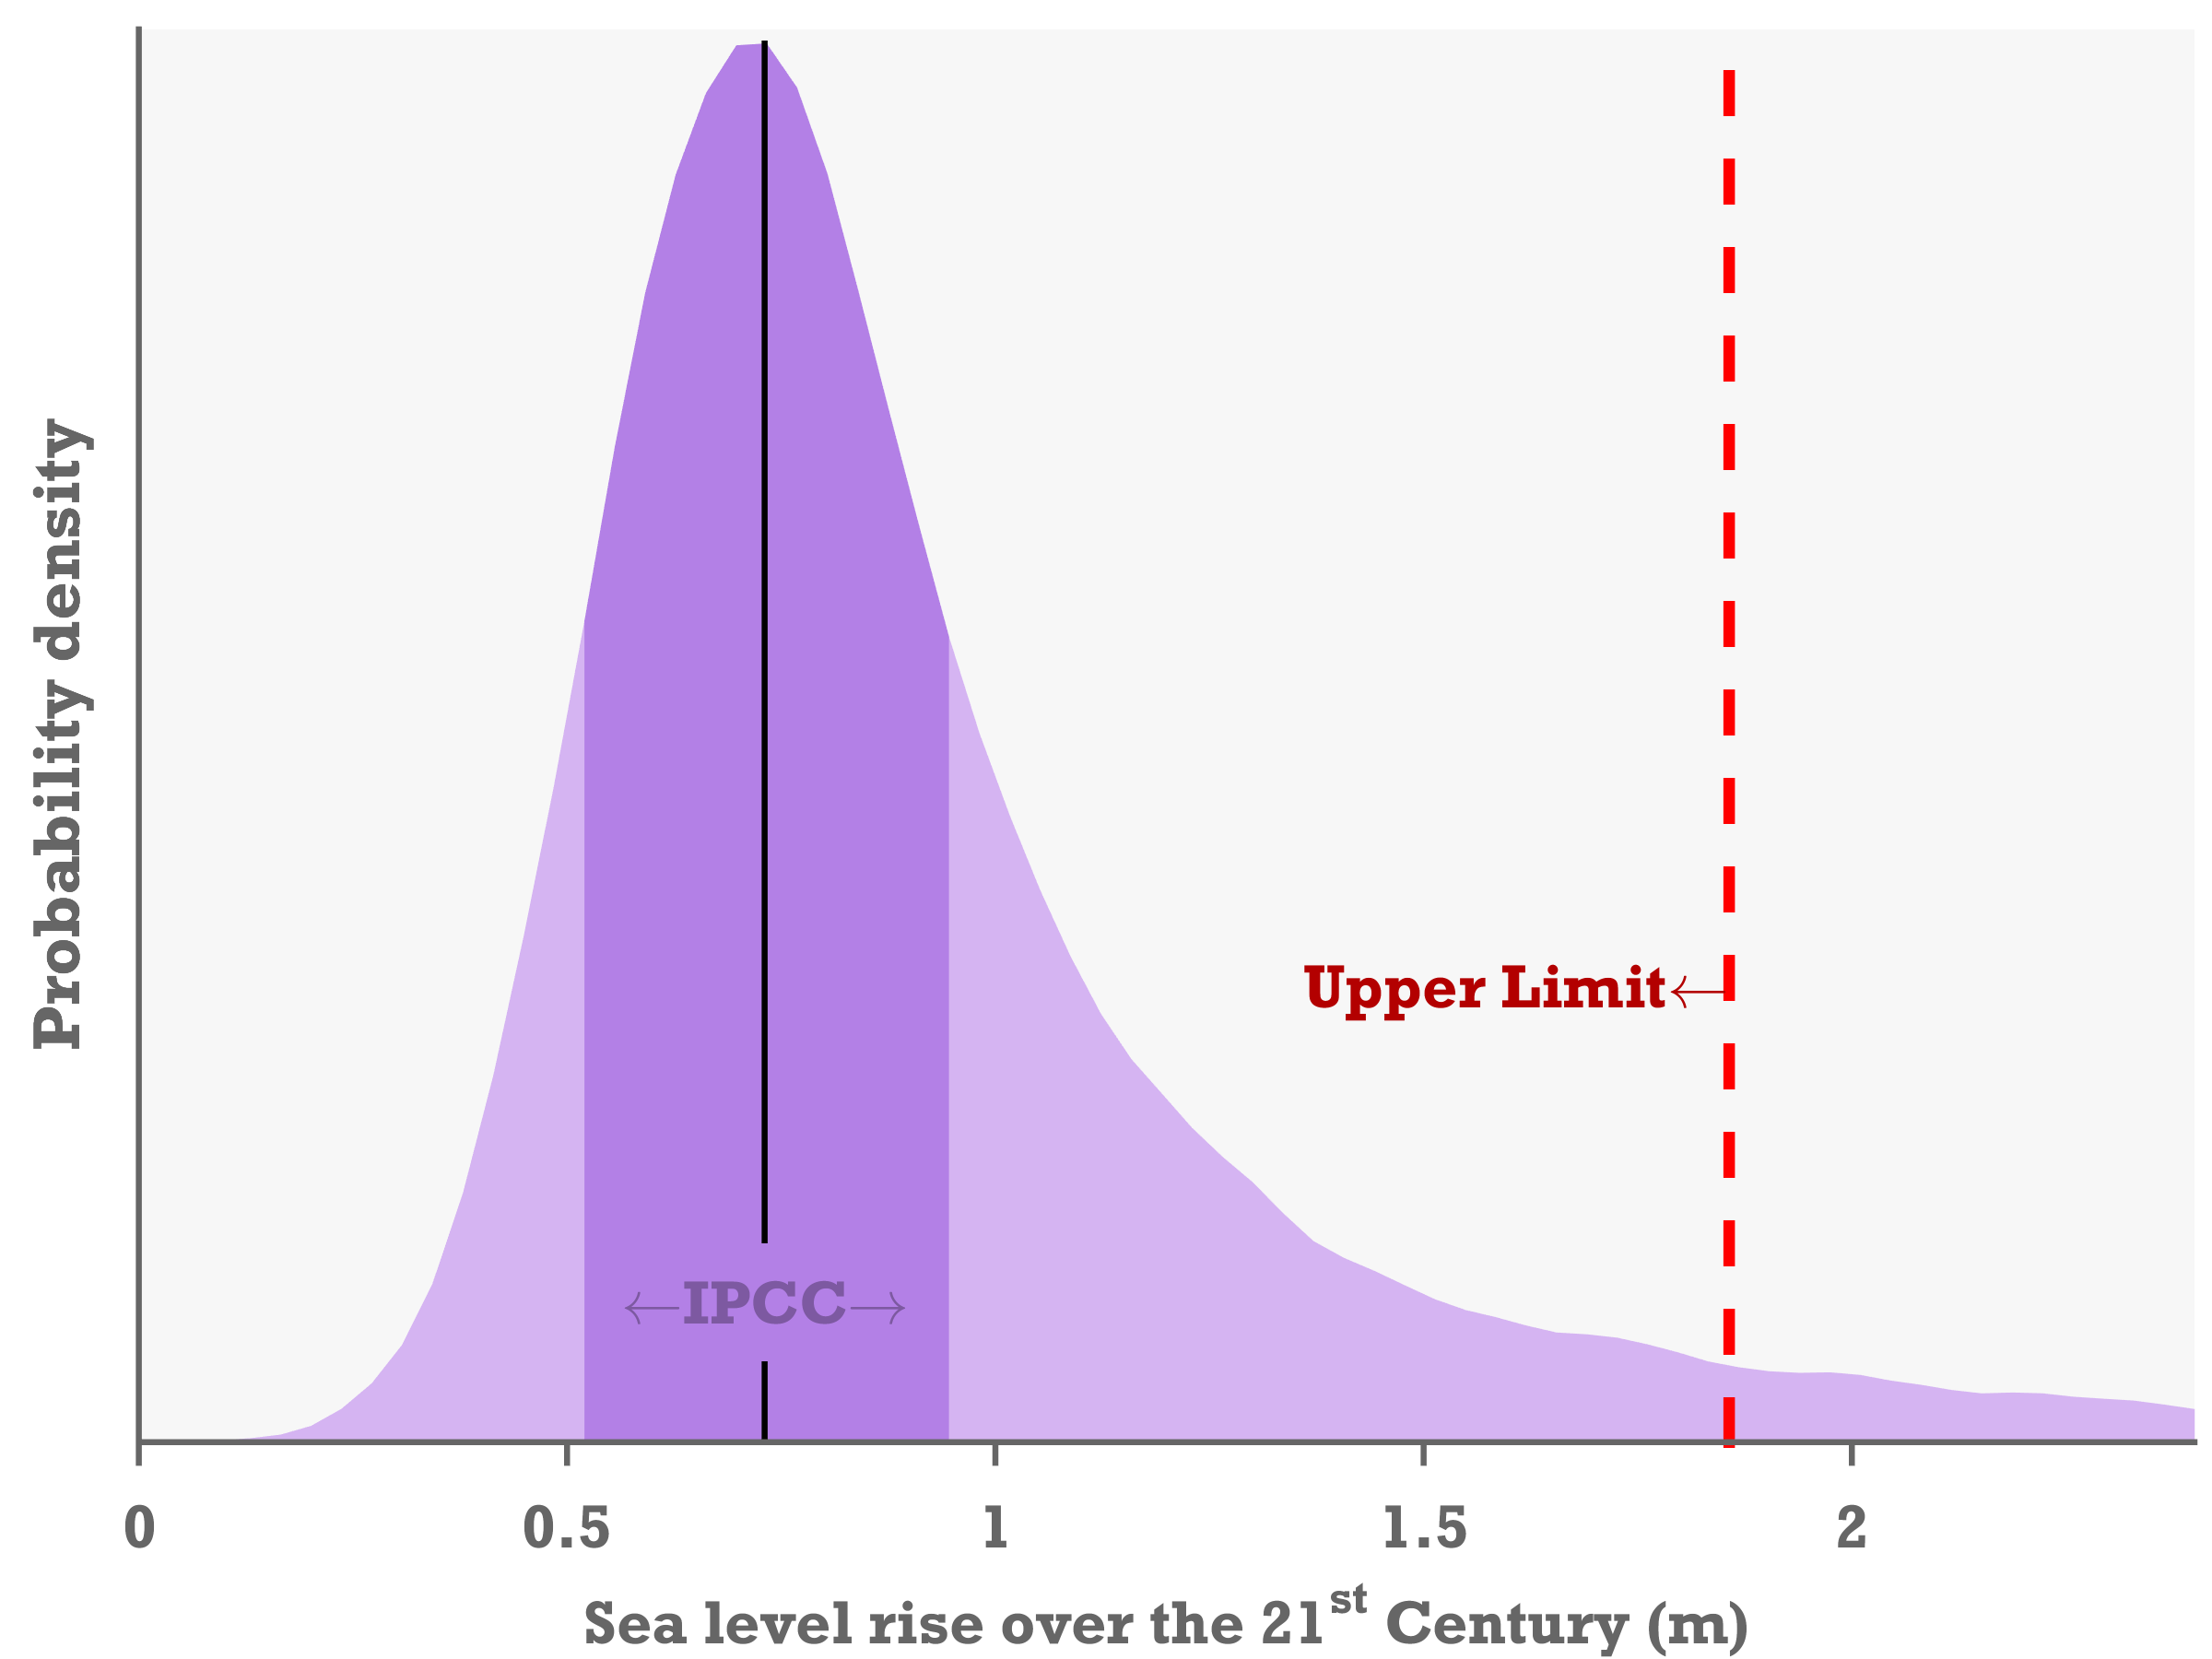 Probability density
Upper Limit←
←IPCC→
0 0.5 1 1.5 2
Sea level rise over the 21st Century (m)